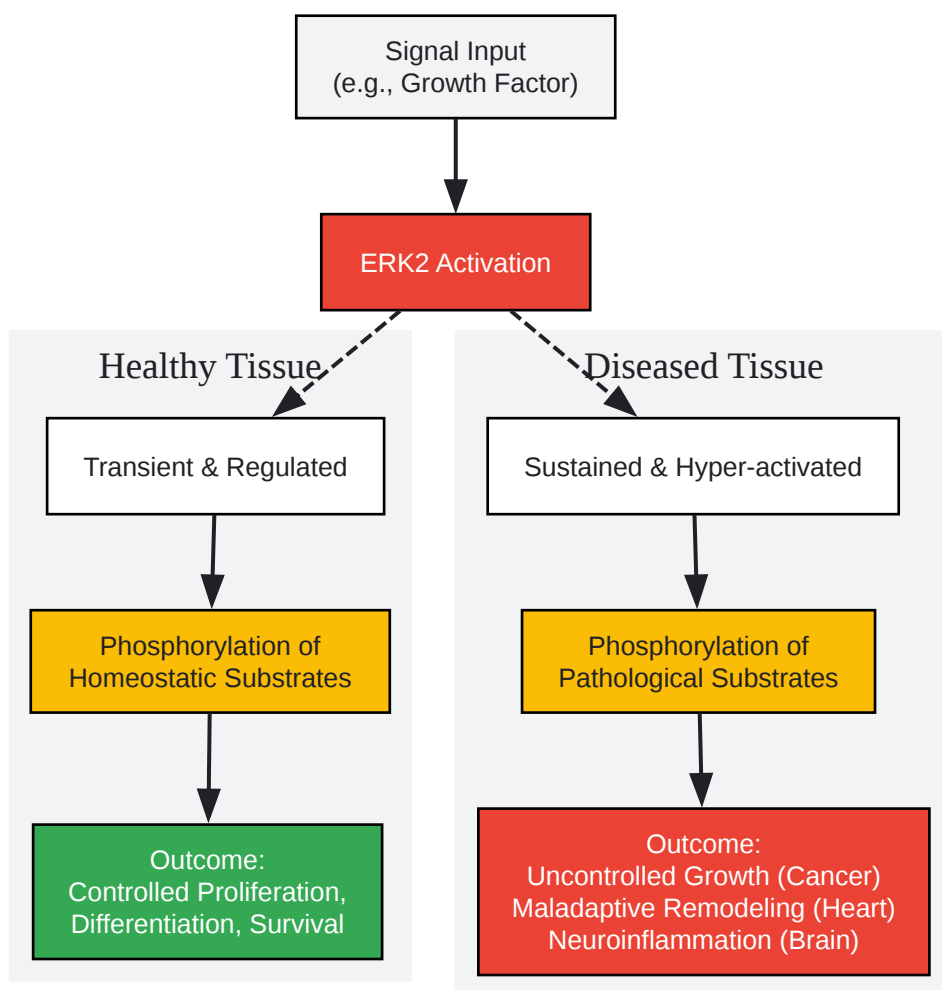 Signal Input
(e.g., Growth Factor)
ERK2 Activation
Healthy Tissue
Transient & Regulated
Phosphorylation of
Homeostatic Substrates
Outcome:
Controlled Proliferation,
Differentiation, Survival
Diseased Tissue
Sustained & Hyper-activated
Phosphorylation of
Pathological Substrates
Outcome:
Uncontrolled Growth (Cancer)
Maladaptive Remodeling (Heart)
Neuroinflammation (Brain)